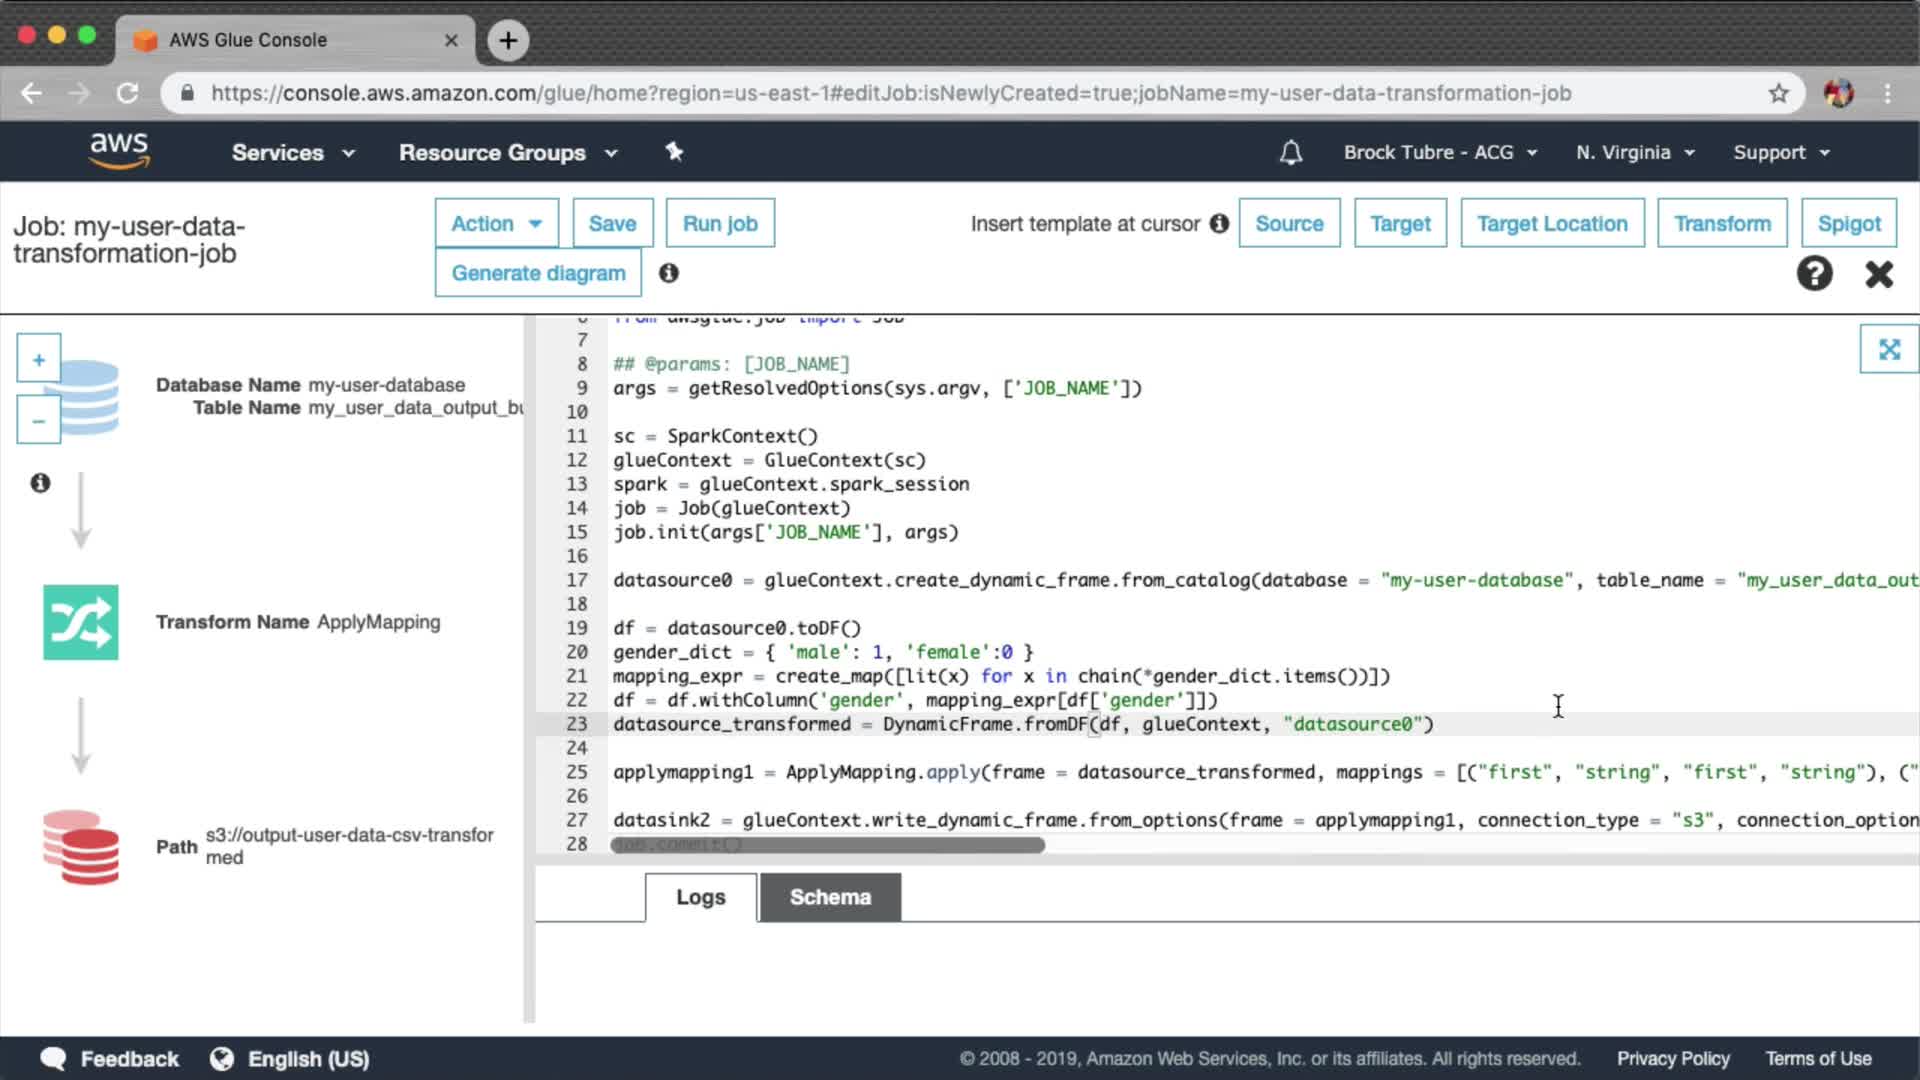 AWS Glue Console
https://console.aws.amazon.com/glue/home?region=us-east-1#editJob:isNewlyCreated=true;jobName=my-user-data-transformation-job
aws Services Resource Groups Brock Tubre - ACG N. Virginia Support
Job: my-user-data-
transformation-job
Action Save Run job
Generate diagram
Insert template at cursor Source Target Target Location Transform Spigot
+
Database Name my-user-database
Table Name my_user_data_output_bu
−
Transform Name ApplyMapping
Path s3://output-user-data-csv-transfor
med
6 from awsglue.job import Job
7
8 ## @params: [JOB_NAME]
9 args = getResolvedOptions(sys.argv, ['JOB_NAME'])
10
11 sc = SparkContext()
12 glueContext = GlueContext(sc)
13 spark = glueContext.spark_session
14 job = Job(glueContext)
15 job.init(args['JOB_NAME'], args)
16
17 datasource0 = glueContext.create_dynamic_frame.from_catalog(database = "my-user-database", table_name = "my_user_data_out
18
19 df = datasource0.toDF()
20 gender_dict = { 'male': 1, 'female':0 }
21 mapping_expr = create_map([lit(x) for x in chain(*gender_dict.items())])
22 df = df.withColumn('gender', mapping_expr[df['gender']])
23 datasource_transformed = DynamicFrame.fromDF(df, glueContext, "datasource0")
24
25 applymapping1 = ApplyMapping.apply(frame = datasource_transformed, mappings = [("first", "string", "first", "string"), ("
26
27 datasink2 = glueContext.write_dynamic_frame.from_options(frame = applymapping1, connection_type = "s3", connection_option
28 job.commit()
Logs Schema
Feedback English (US) © 2008 - 2019, Amazon Web Services, Inc. or its affiliates. All rights reserved. Privacy Policy Terms of Use